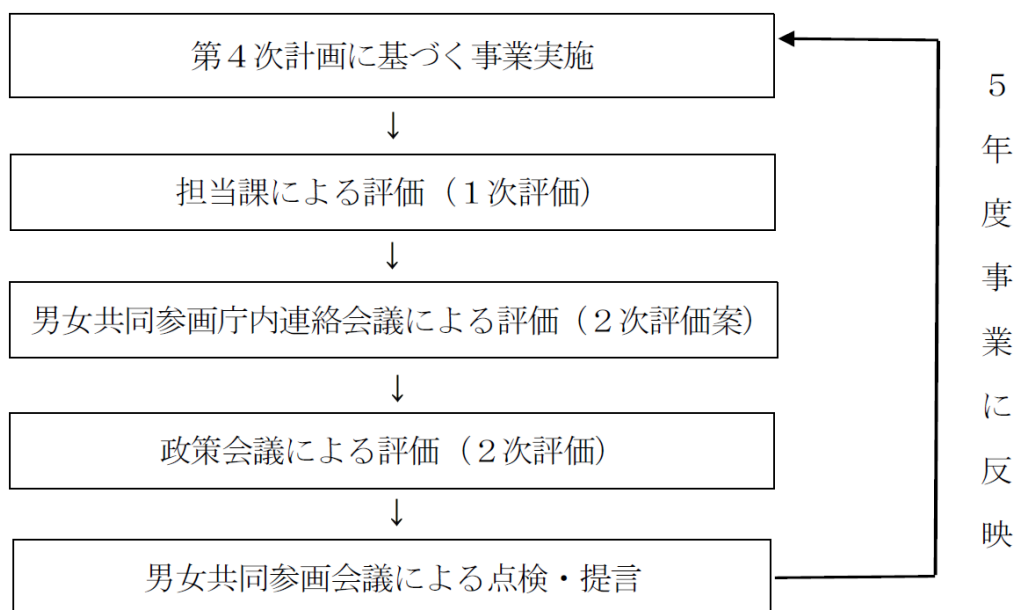 第４次計画に基づく事業実施
↓
担当課による評価（１次評価）
↓
男女共同参画庁内連絡会議による評価（２次評価案）
↓
政策会議による評価（２次評価）
↓
男女共同参画会議による点検・提言
５年度事業に反映